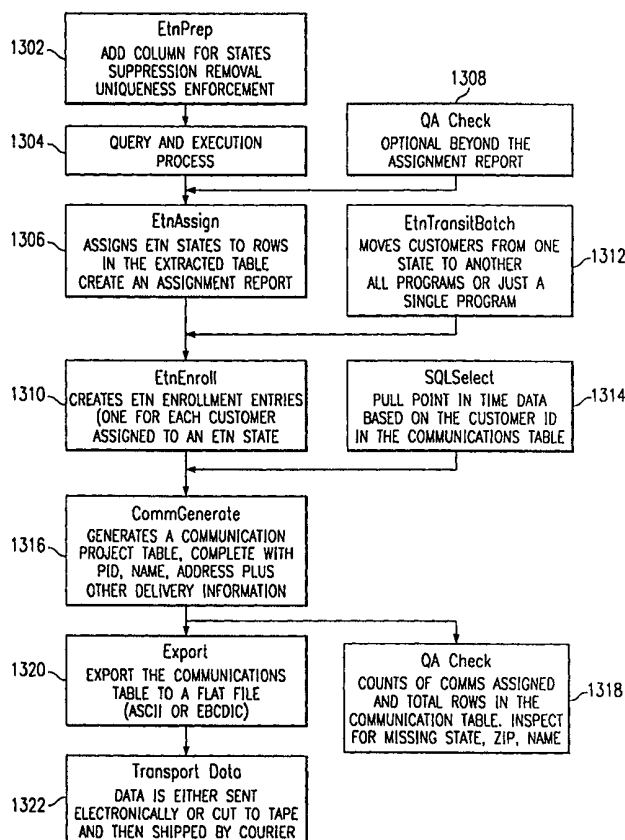 1302
EtnPrep
ADD COLUMN FOR STATES
SUPPRESSION REMOVAL
UNIQUENESS ENFORCEMENT
1304
QUERY AND EXECUTION
PROCESS
1308
QA Check
OPTIONAL BEYOND THE
ASSIGNMENT REPORT
1306
EtnAssign
ASSIGNS ETN STATES TO ROWS
IN THE EXTRACTED TABLE
CREATE AN ASSIGNMENT REPORT
EtnTransitBatch
MOVES CUSTOMERS FROM ONE
STATE TO ANOTHER
ALL PROGRAMS OR JUST A
SINGLE PROGRAM
1312
1310
EtnEnroll
CREATES ETN ENROLLMENT ENTRIES
(ONE FOR EACH CUSTOMER
ASSIGNED TO AN ETN STATE
SQLSelect
PULL POINT IN TIME DATA
BASED ON THE CUSTOMER ID
IN THE COMMUNICATIONS TABLE
1314
1316
CommGenerate
GENERATES A COMMUNICATION
PROJECT TABLE, COMPLETE WITH
PID, NAME, ADDRESS PLUS
OTHER DELIVERY INFORMATION
1320
Export
EXPORT THE COMMUNICATIONS
TABLE TO A FLAT FILE
(ASCII OR EBCDIC)
QA Check
COUNTS OF COMMS ASSIGNED
AND TOTAL ROWS IN THE
COMMUNICATION TABLE. INSPECT
FOR MISSING STATE, ZIP, NAME
1318
1322
Transport Data
DATA IS EITHER SENT
ELECTRONICALLY OR CUT TO TAPE
AND THEN SHIPPED BY COURIER